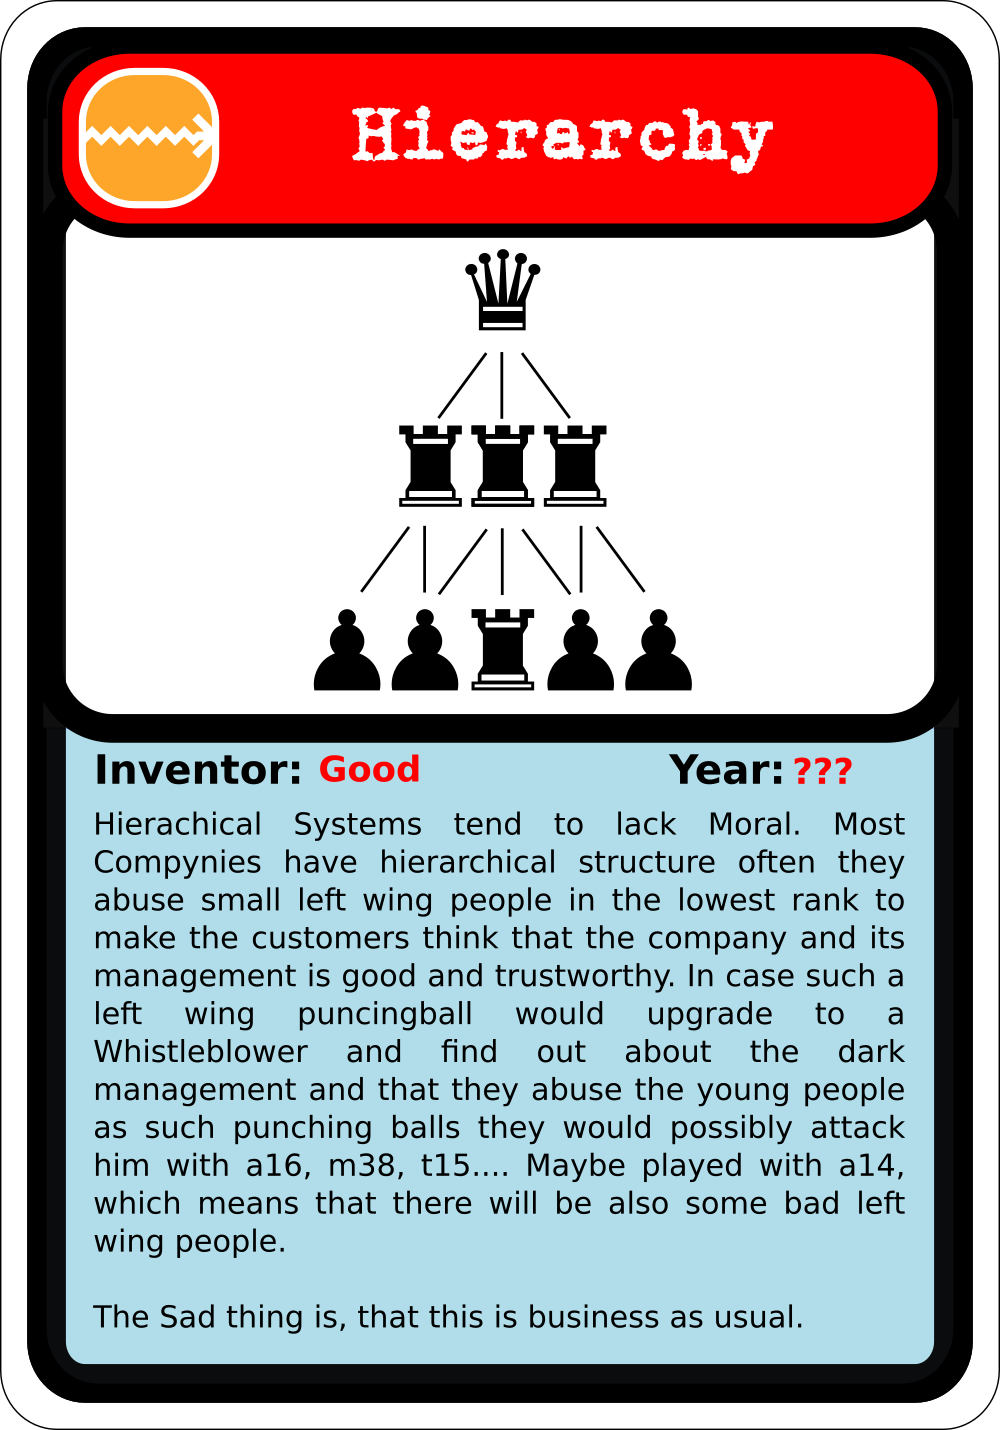 Hierarchy
Inventor: Good Year: ???
Hierachical Systems tend to lack Moral. Most
Compynies have hierarchical structure often they
abuse small left wing people in the lowest rank to
make the customers think that the company and its
management is good and trustworthy. In case such a
left wing puncingball would upgrade to a
Whistleblower and find out about the dark
management and that they abuse the young people
as such punching balls they would possibly attack
him with a16, m38, t15.... Maybe played with a14,
which means that there will be also some bad left
wing people.
The Sad thing is, that this is business as usual.